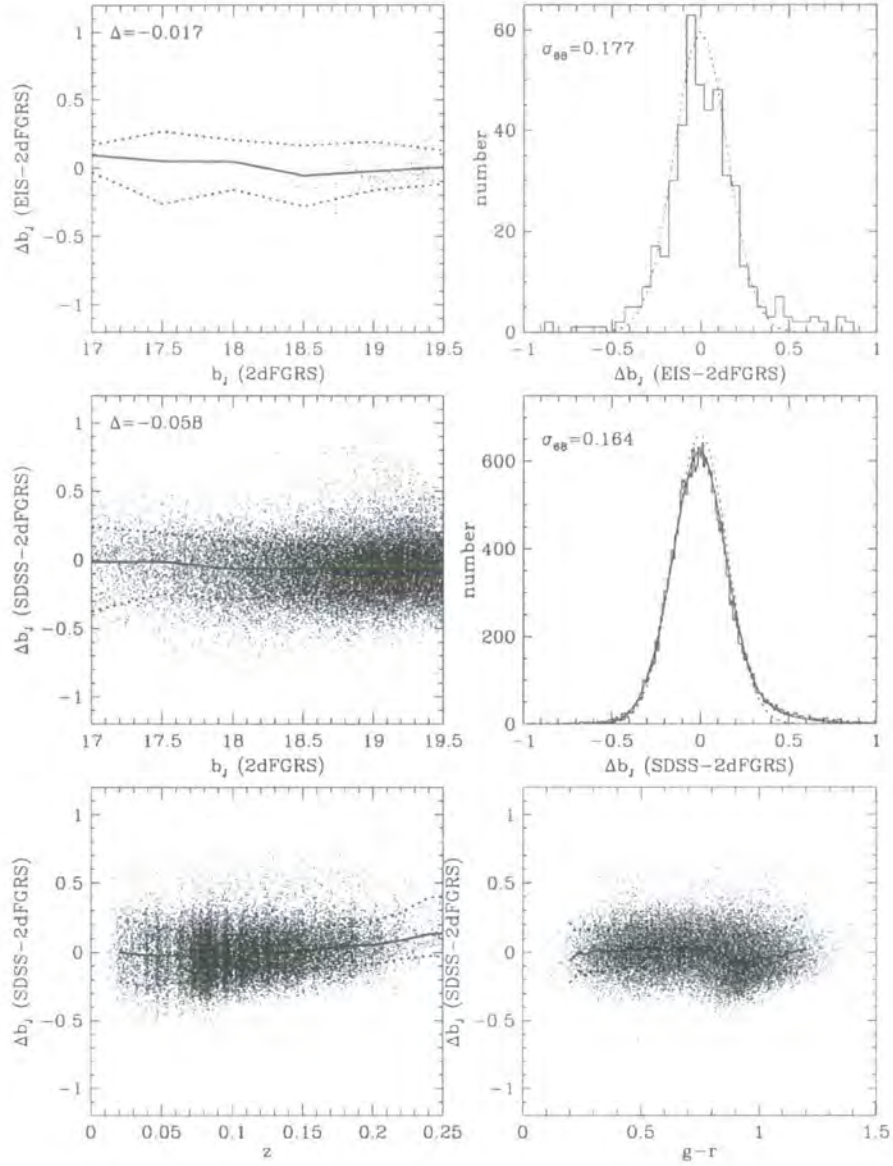 Δ=−0.017
1
0.5
0
−0.5
−1
Δb_J (EIS−2dFGRS)
17 17.5 18 18.5 19 19.5
b_J (2dFGRS)
σ_68=0.177
60
40
20
0
number
−1 −0.5 0 0.5 1
Δb_J (EIS−2dFGRS)
Δ=−0.058
1
0.5
0
−0.5
−1
Δb_J (SDSS−2dFGRS)
17 17.5 18 18.5 19 19.5
b_J (2dFGRS)
σ_68=0.164
600
400
200
0
number
−1 −0.5 0 0.5 1
Δb_J (SDSS−2dFGRS)
1
0.5
0
−0.5
−1
Δb_J (SDSS−2dFGRS)
0 0.05 0.1 0.15 0.2 0.25
z
1
0.5
0
−0.5
−1
Δb_J (SDSS−2dFGRS)
0 0.5 1 1.5
g−r